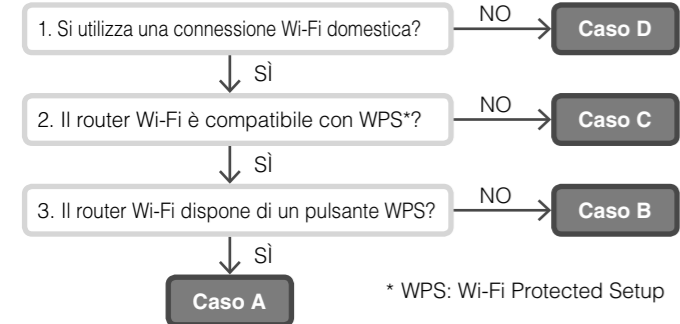 1. Si utilizza una connessione Wi-Fi domestica?
NO
Caso D
SÌ
2. Il router Wi-Fi è compatibile con WPS*?
NO
Caso C
SÌ
3. Il router Wi-Fi dispone di un pulsante WPS?
NO
Caso B
SÌ
Caso A
* WPS: Wi-Fi Protected Setup